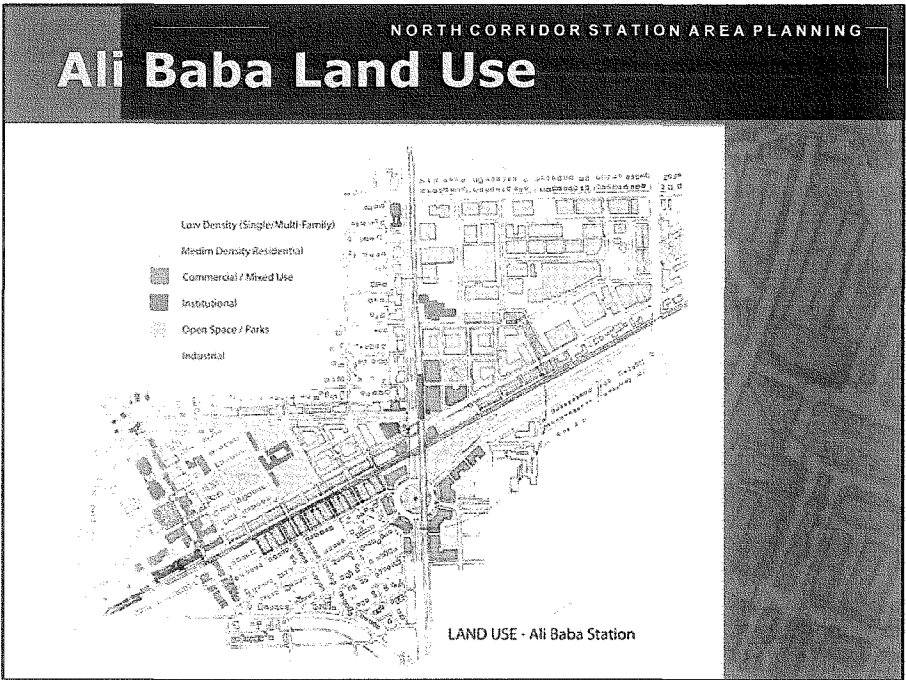 NORTH CORRIDOR STATION AREA PLANNING
Ali Baba Land Use
Low Density (Single/Multi-Family)
Medim Density Residential
Commercial / Mixed Use
Institutional
Open Space / Parks
Industrial
LAND USE - Ali Baba Station